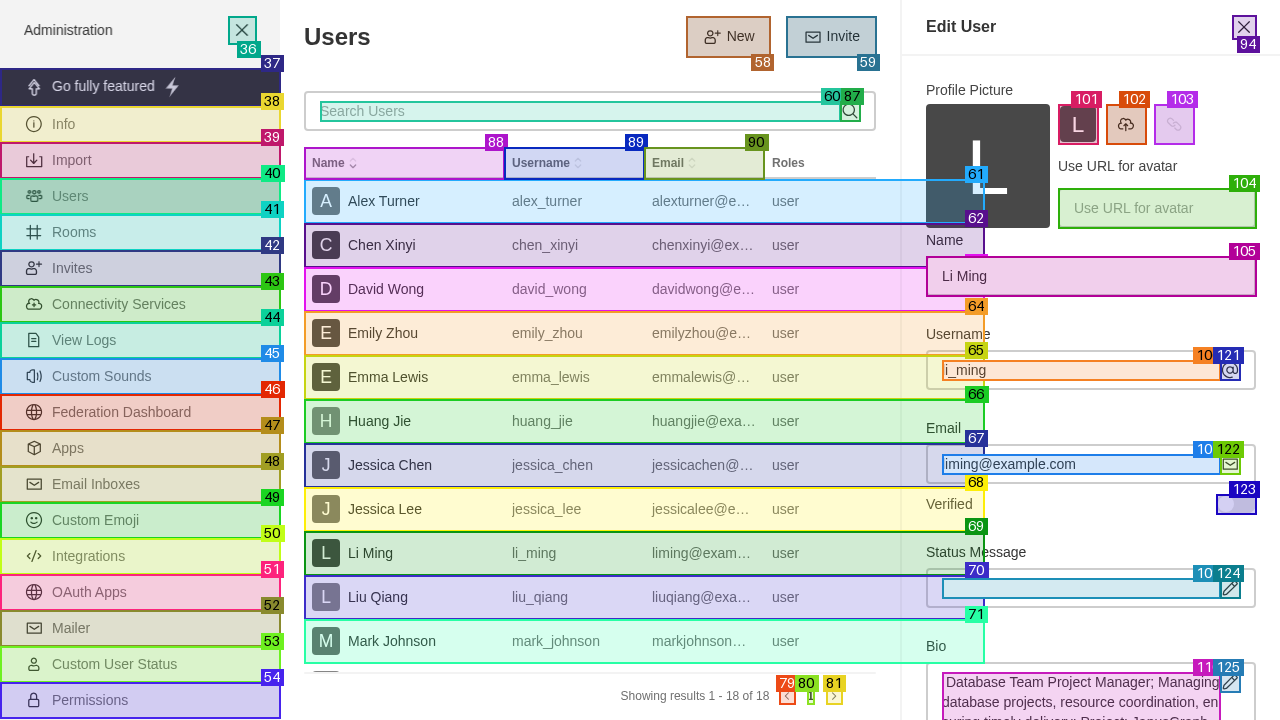 Administration
36
37
Go fully featured
38
Info
39
Import
40
Users
41
Rooms
42
Invites
43
Connectivity Services
44
View Logs
45
Custom Sounds
46
Federation Dashboard
47
Apps
48
Email Inboxes
49
Custom Emoji
50
Integrations
51
OAuth Apps
52
Mailer
53
Custom User Status
54
Permissions
Users
New
58
Invite
59
Search Users
60 87
88 89 90
Name Username Email Roles
61
A Alex Turner alex_turner alexturner@e... user
62
C Chen Xinyi chen_xinyi chenxinyi@ex... user
D David Wong david_wong davidwong@e... user
64
E Emily Zhou emily_zhou emilyzhou@e... user
65
E Emma Lewis emma_lewis emmalewis@... user
66
H Huang Jie huang_jie huangjie@exa... user
67
J Jessica Chen jessica_chen jessicachen@... user
68
J Jessica Lee jessica_lee jessicalee@e... user
69
L Li Ming li_ming liming@exam... user
70
L Liu Qiang liu_qiang liuqiang@exa... user
71
M Mark Johnson mark_johnson markjohnson... user
Showing results 1 - 18 of 18
79 80 81
1
Edit User
94
Profile Picture
L
101 102 103
L
Use URL for avatar
104
Use URL for avatar
Name
105
Li Ming
Username
10 121
i_ming
Email
10 122
iming@example.com
Verified
123
Status Message
10 124
Bio
11 125
Database Team Project Manager; Managing
database projects, resource coordination, en
suring timely delivery; Project: JanusGraph